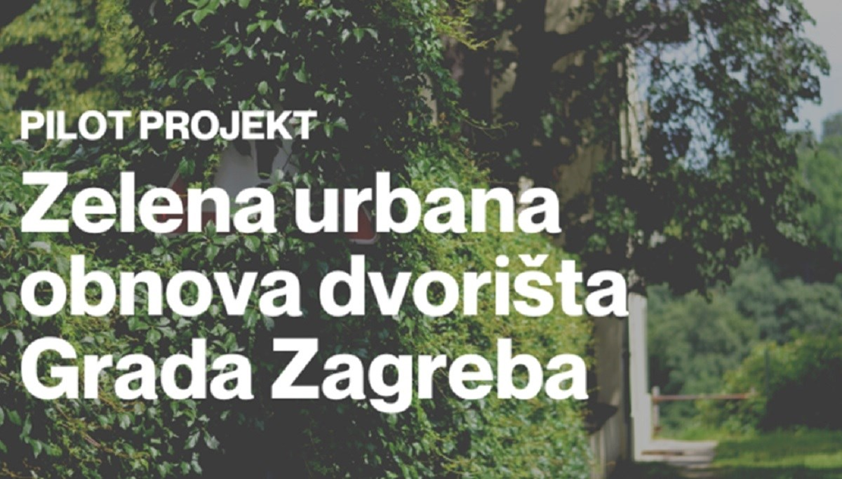 PILOT PROJEKT
Zelena urbana
obnova dvorišta
Grada Zagreba